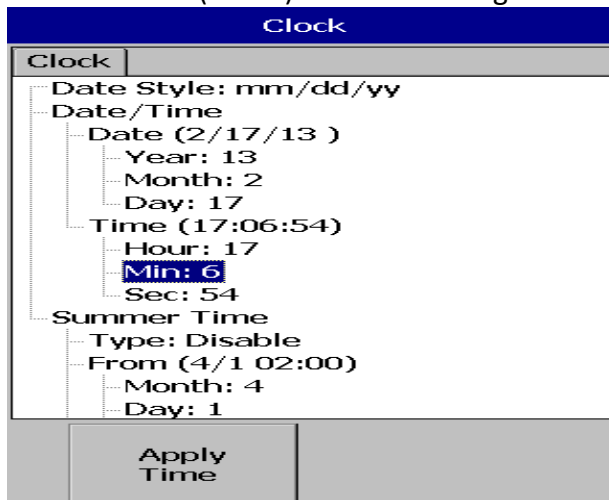 Clock
Clock
Date Style: mm/dd/yy
Date/Time
Date (2/17/13 )
Year: 13
Month: 2
Day: 17
Time (17:06:54)
Hour: 17
Min: 6
Sec: 54
Summer Time
Type: Disable
From (4/1 02:00)
Month: 4
Day: 1
Apply
Time